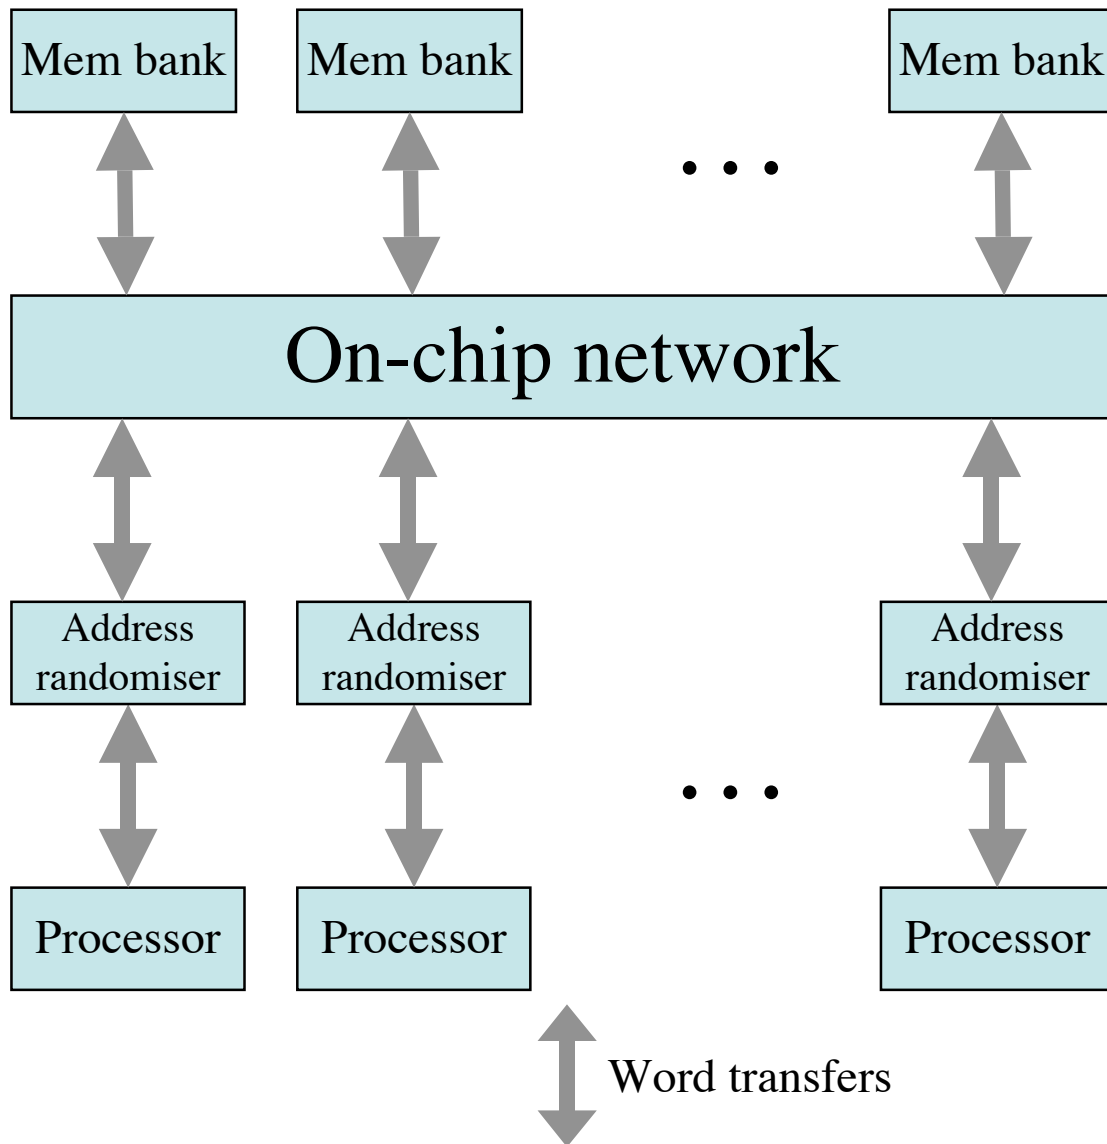 Mem bank
Mem bank
Mem bank
On-chip network
Address
randomiser
Address
randomiser
Address
randomiser
Processor
Processor
Processor
Word transfers